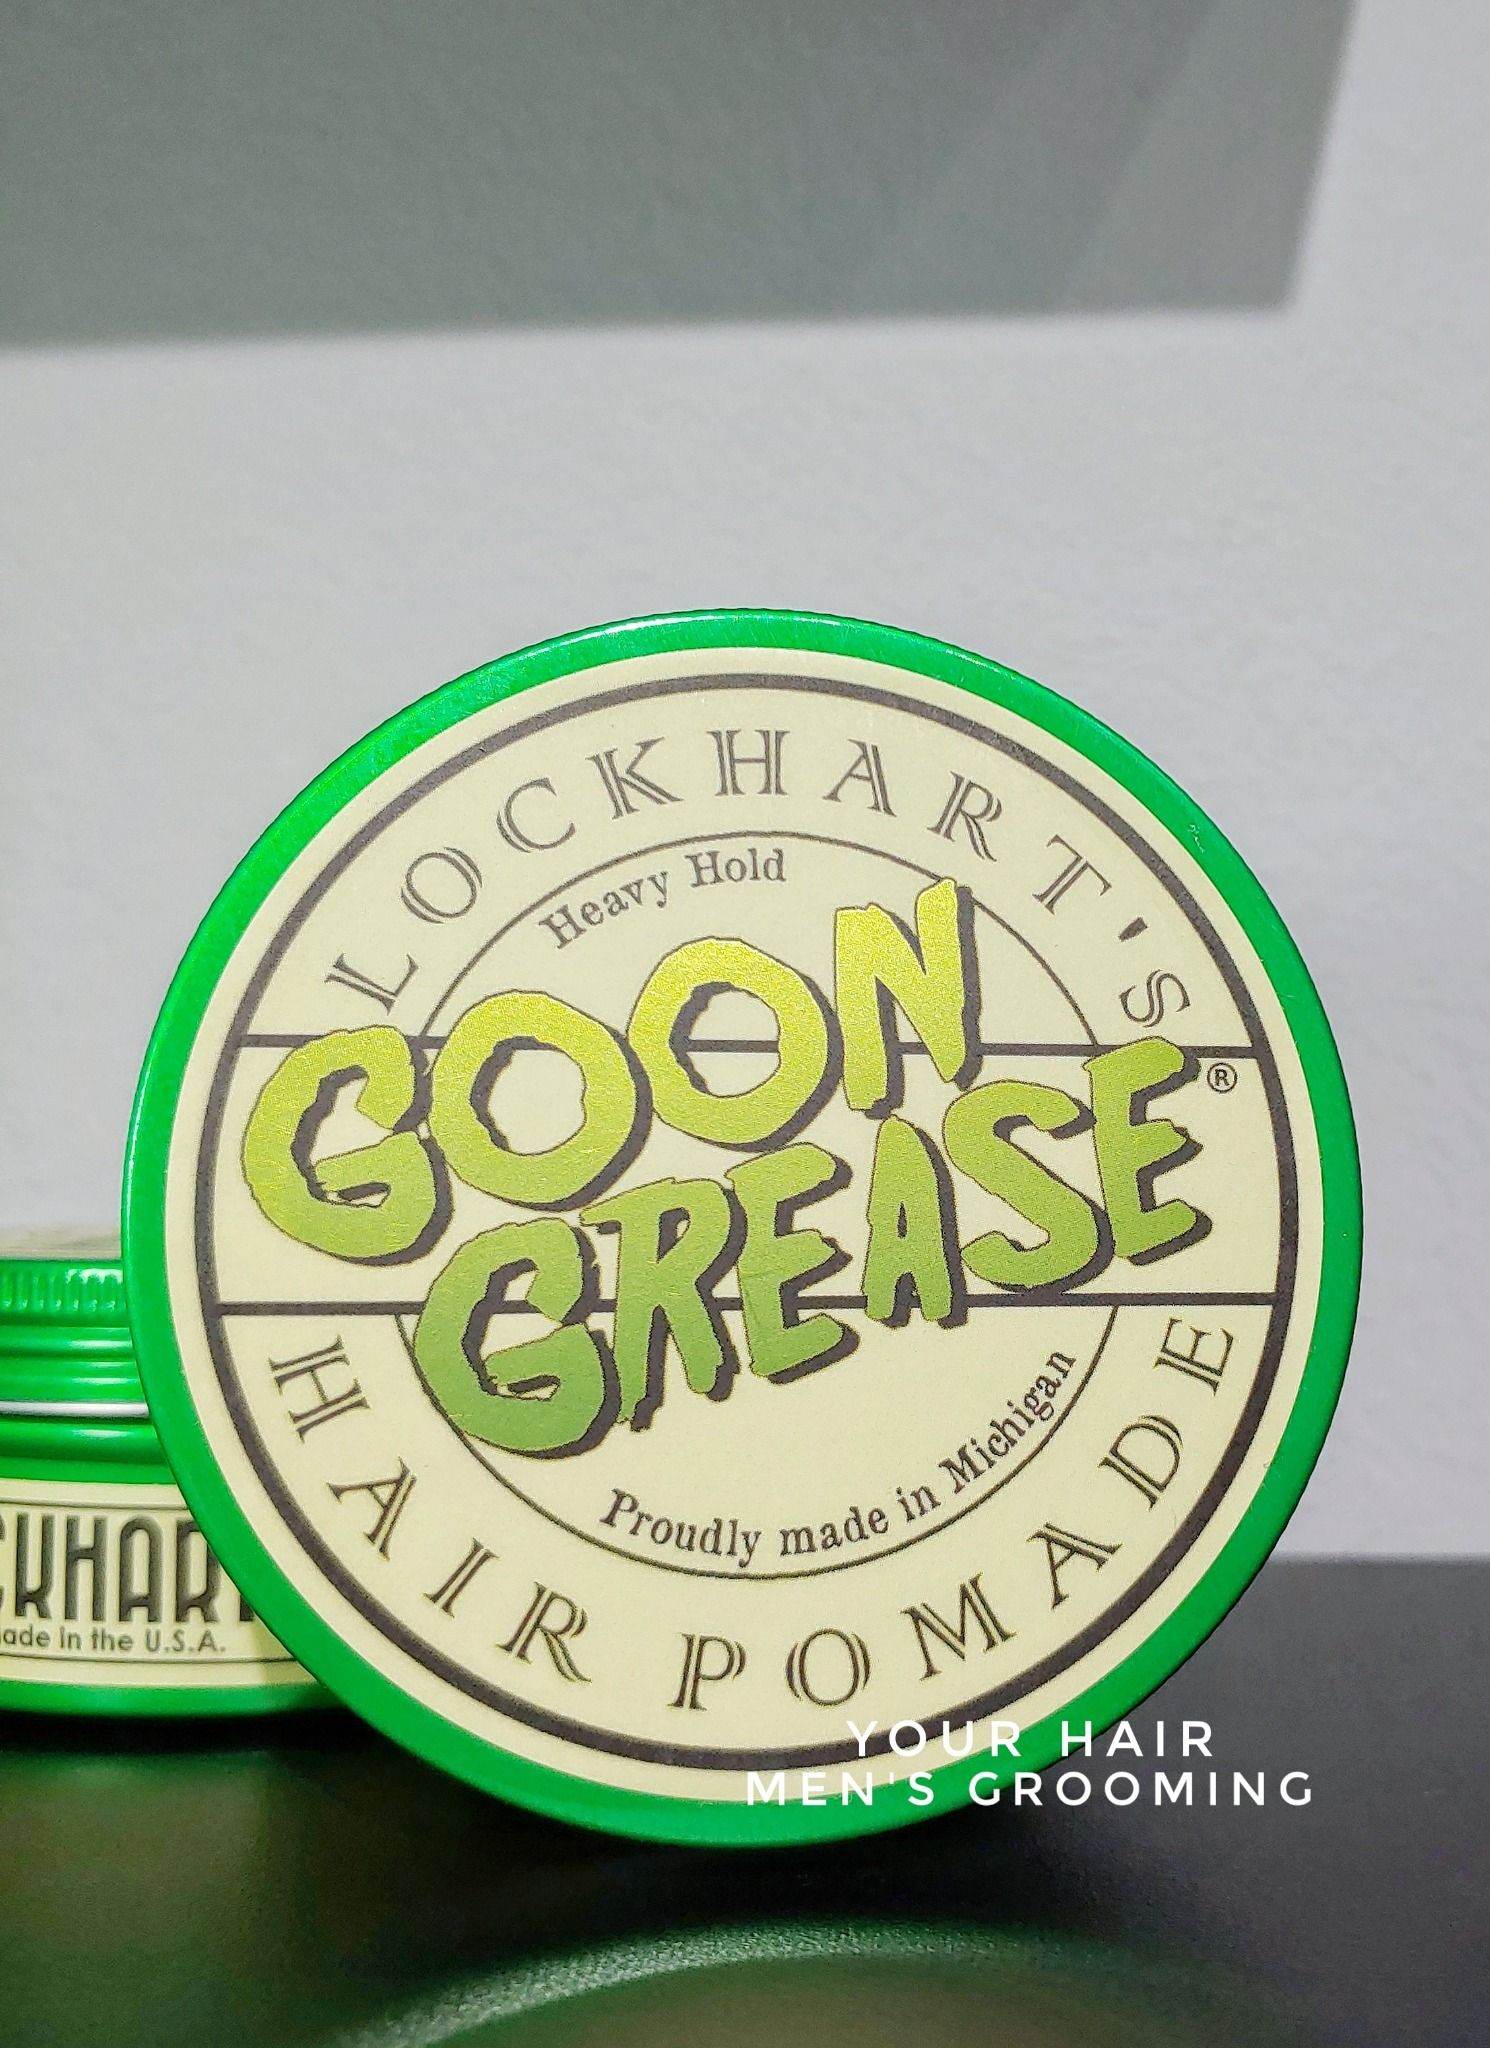 LOCKHART'S
Heavy Hold
GOON
GREASE®
Proudly made in Michigan
HAIR POMADE
CKHART
ade in the U.S.A.
YOUR HAIR
MEN'S GROOMING